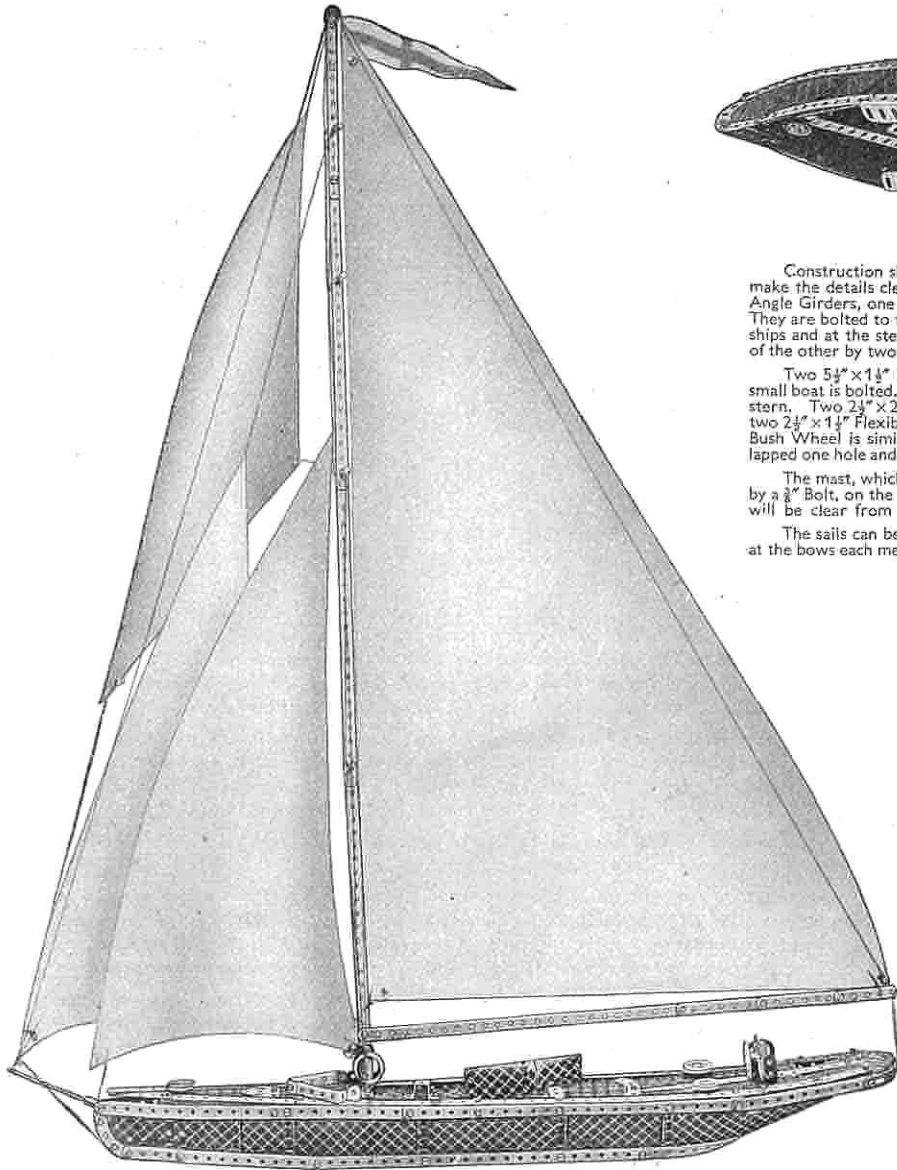 Construction sh
make the details cle
Angle Girders, one
They are bolted to
ships and at the ste
of the other by two
Two 5½″×1½″
small boat is bolted.
stern. Two 2½″×2
two 2½″×1½″ Flexib
Bush Wheel is simi
lapped one hole and
The mast, which
by a ⅜″ Bolt, on the
will be clear from
The sails can be
at the bows each me